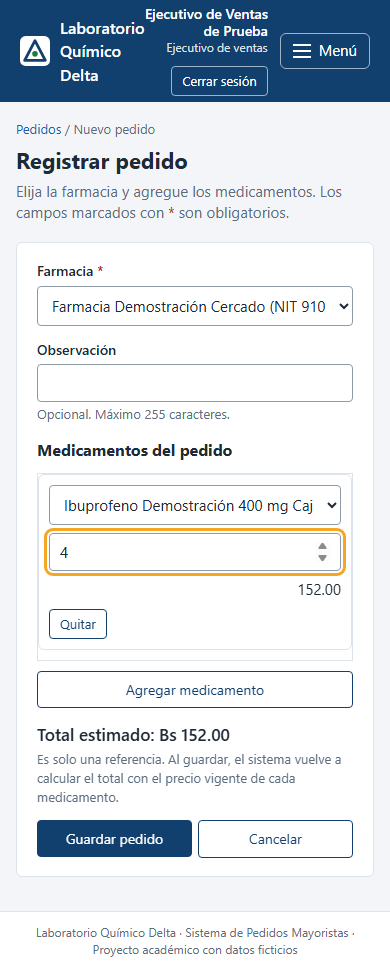 Laboratorio
Químico
Delta
Ejecutivo de Ventas
de Prueba
Ejecutivo de ventas
Cerrar sesión
Menú
Pedidos / Nuevo pedido
Registrar pedido
Elija la farmacia y agregue los medicamentos. Los
campos marcados con * son obligatorios.
Farmacia *
Farmacia Demostración Cercado (NIT 910
Observación
Opcional. Máximo 255 caracteres.
Medicamentos del pedido
Ibuprofeno Demostración 400 mg Caj
4
152.00
Quitar
Agregar medicamento
Total estimado: Bs 152.00
Es solo una referencia. Al guardar, el sistema vuelve a
calcular el total con el precio vigente de cada
medicamento.
Guardar pedido
Cancelar
Laboratorio Químico Delta · Sistema de Pedidos Mayoristas ·
Proyecto académico con datos ficticios